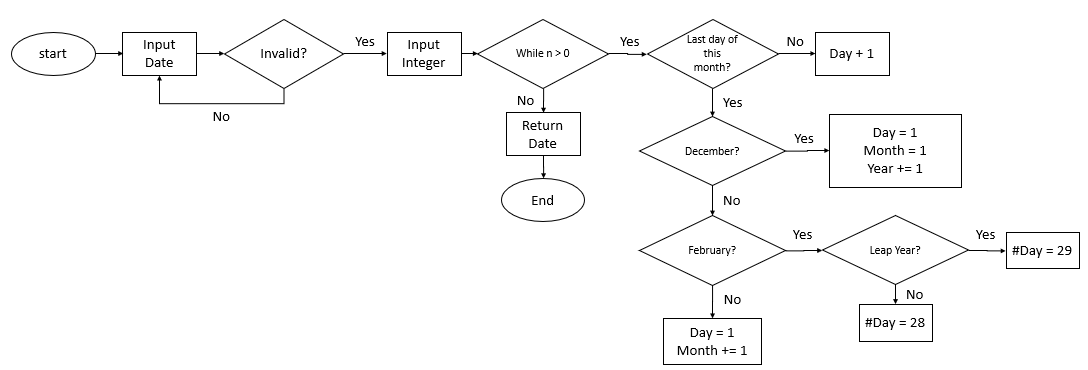 start
Input
Date
Invalid?
Yes
No
Input
Integer
While n > 0
Yes
No
Return
Date
End
Last day of
this
month?
No
Day + 1
Yes
December?
Yes
Day = 1
Month = 1
Year += 1
No
February?
Yes
Leap Year?
Yes
#Day = 29
No
#Day = 28
No
Day = 1
Month += 1